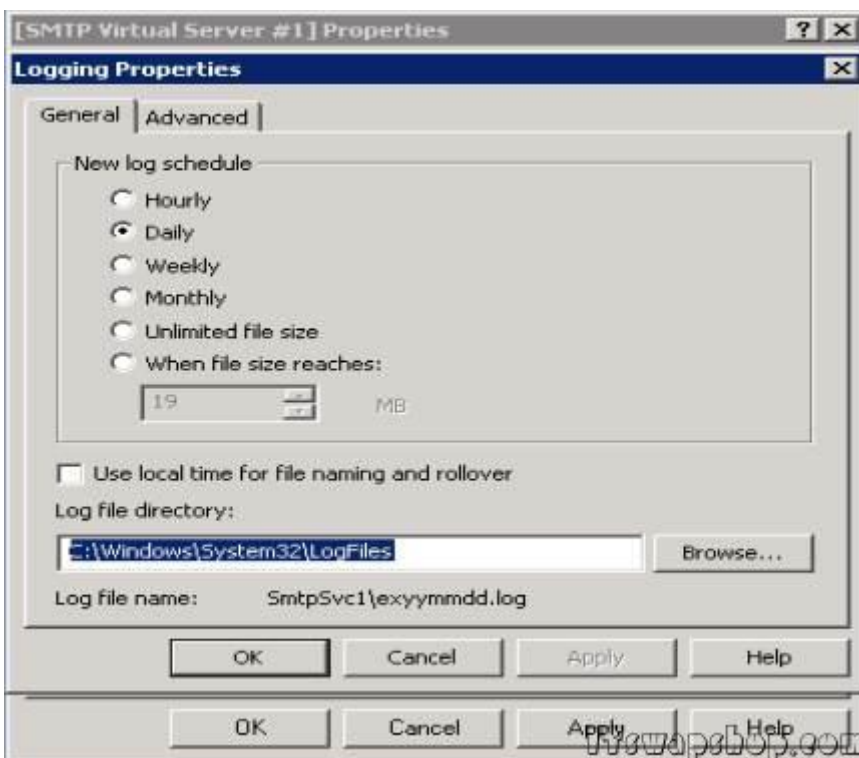 [SMTP Virtual Server #1] Properties
Logging Properties
General Advanced
New log schedule
Hourly
Daily
Weekly
Monthly
Unlimited file size
When file size reaches:
19 MB
Use local time for file naming and rollover
Log file directory:
C:\Windows\System32\LogFiles Browse...
Log file name: SmtpSvc1\exyymmdd.log
OK Cancel Apply Help
OK Cancel Apply Help